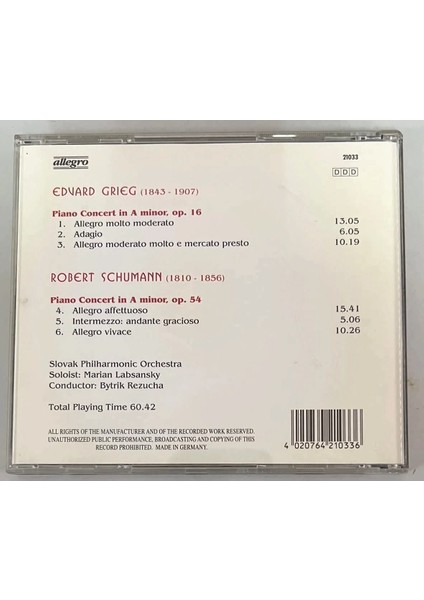 allegro
21033
DDD
EDVARD GRIEG (1843 - 1907)
Piano Concert in A minor, op. 16
1. Allegro molto moderato 13.05
2. Adagio 6.05
3. Allegro moderato molto e mercato presto 10.19
ROBERT SCHUMANN (1810 - 1856)
Piano Concert in A minor, op. 54
4. Allegro affettuoso 15.41
5. Intermezzo: andante gracioso 5.06
6. Allegro vivace 10.26
Slovak Philharmonic Orchestra
Soloist: Marian Labsansky
Conductor: Bytrik Rezucha
Total Playing Time 60.42
ALL RIGHTS OF THE MANUFACTURER AND OF THE RECORDED WORK RESERVED.
UNAUTHORIZED PUBLIC PERFORMANCE, BROADCASTING AND COPYING OF THIS
RECORD PROHIBITED. MADE IN GERMANY.
4 020764 210336